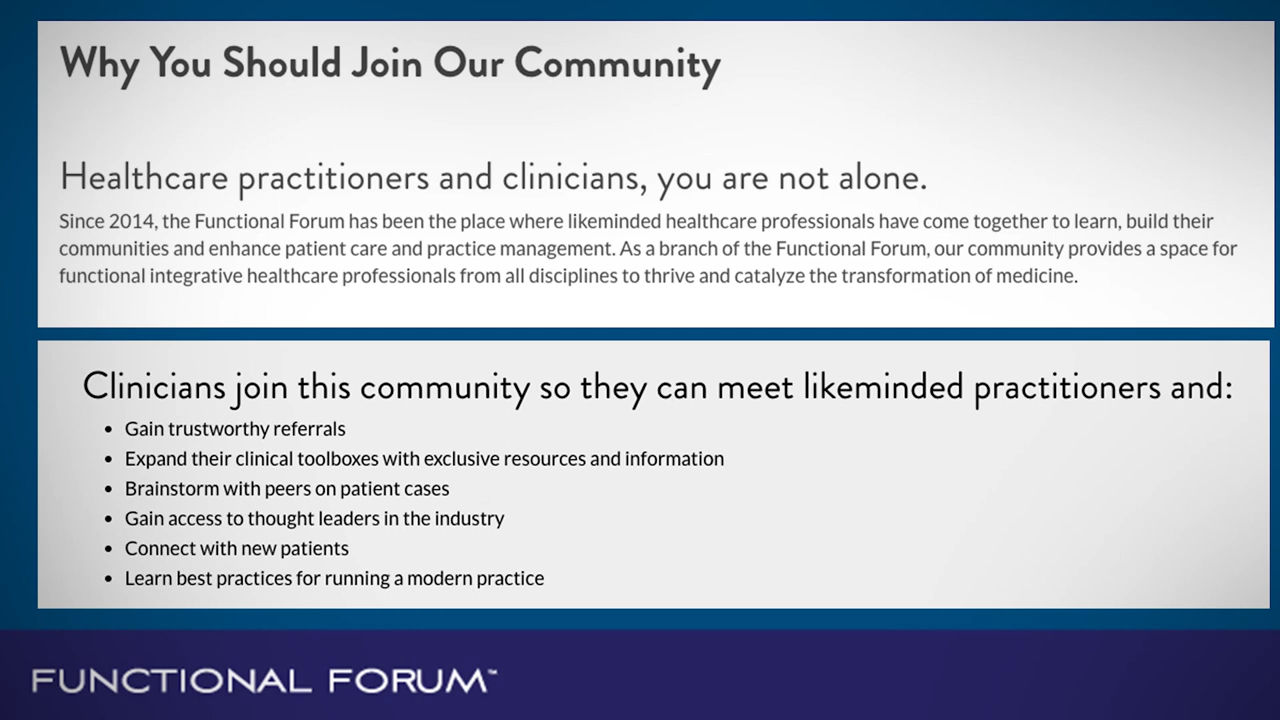 Why You Should Join Our Community
Healthcare practitioners and clinicians, you are not alone.
Since 2014, the Functional Forum has been the place where likeminded healthcare professionals have come together to learn, build their
communities and enhance patient care and practice management. As a branch of the Functional Forum, our community provides a space for
functional integrative healthcare professionals from all disciplines to thrive and catalyze the transformation of medicine.
Clinicians join this community so they can meet likeminded practitioners and:
• Gain trustworthy referrals
• Expand their clinical toolboxes with exclusive resources and information
• Brainstorm with peers on patient cases
• Gain access to thought leaders in the industry
• Connect with new patients
• Learn best practices for running a modern practice
FUNCTIONAL FORUM™